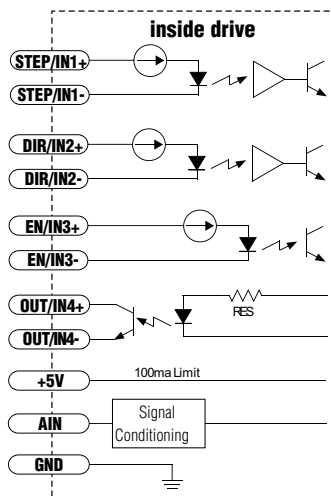 inside drive
STEP/IN1+
STEP/IN1-
DIR/IN2+
DIR/IN2-
EN/IN3+
EN/IN3-
OUT/IN4+
RES
OUT/IN4-
+5V
100ma Limit
AIN
Signal
Conditioning
GND